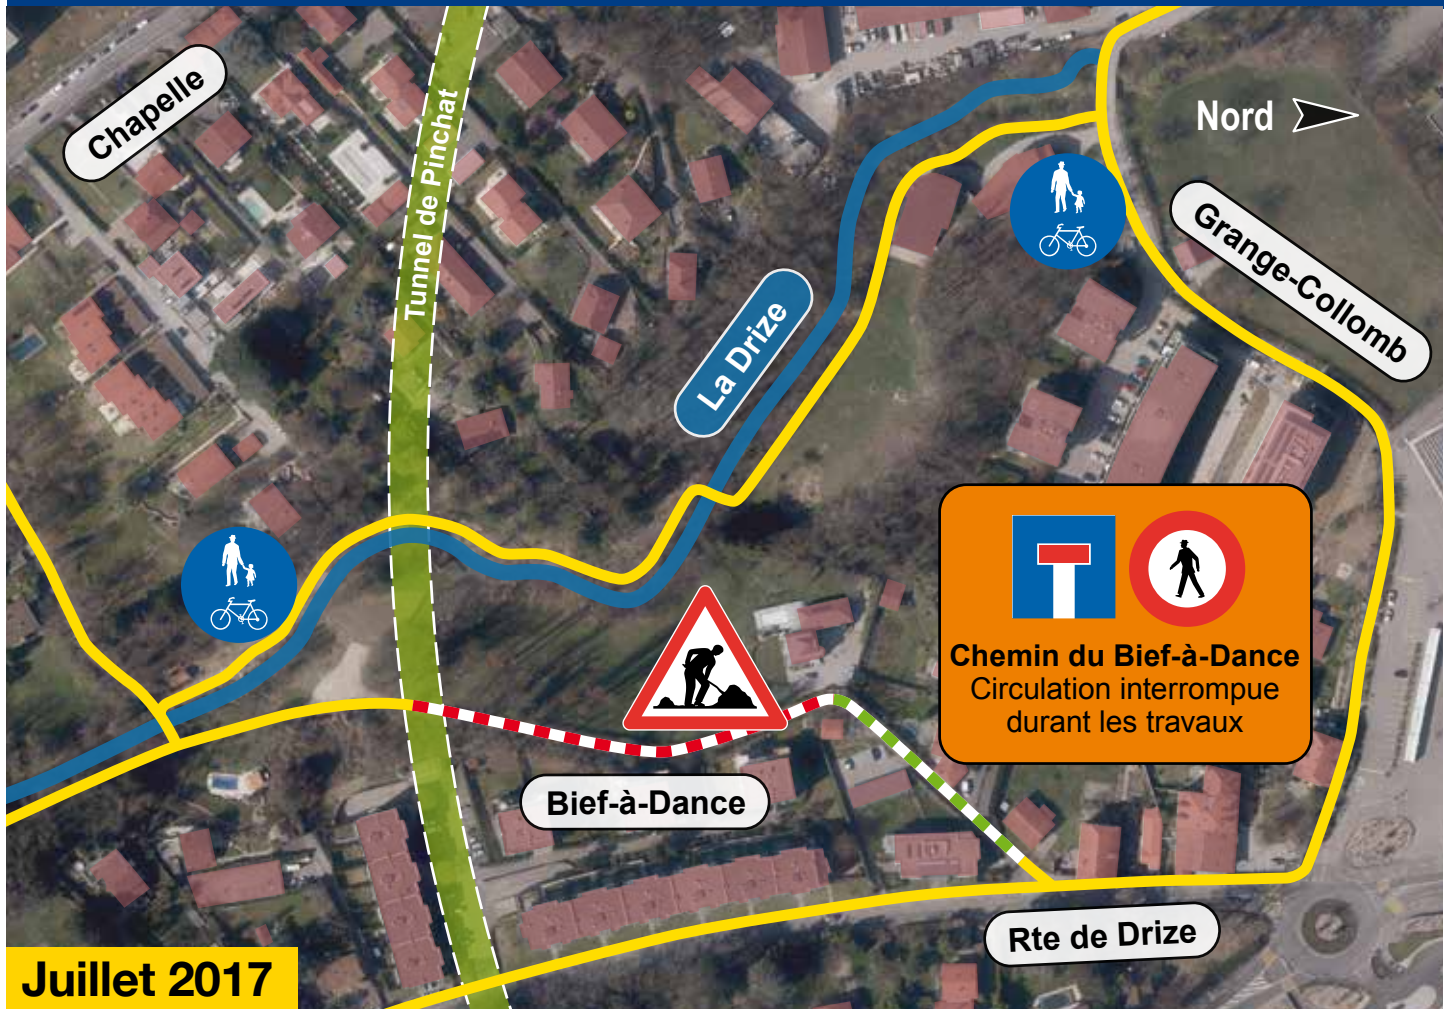 Chapelle
Tunnel de Pinchat
Nord
Grange-Collomb
La Drize
Chemin du Bief-à-Dance
Circulation interrompue
durant les travaux
Bief-à-Dance
Rte de Drize
Juillet 2017